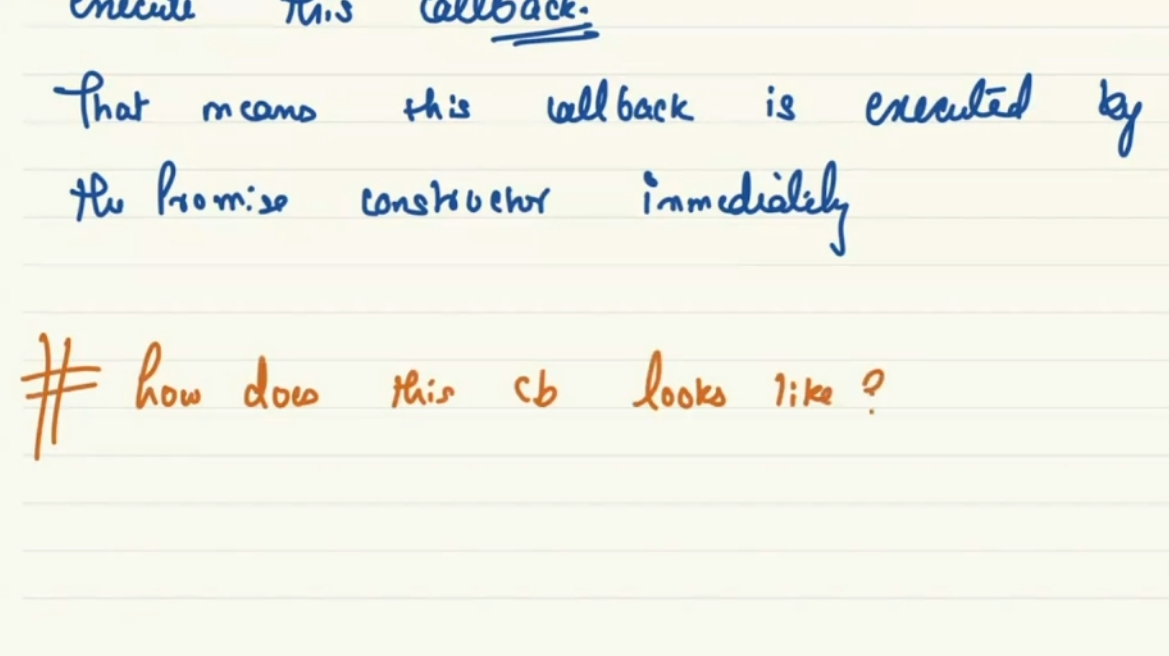 execute this callback.
That means this callback is executed by
the Promise constructor immediately
# how does this cb looks like ?